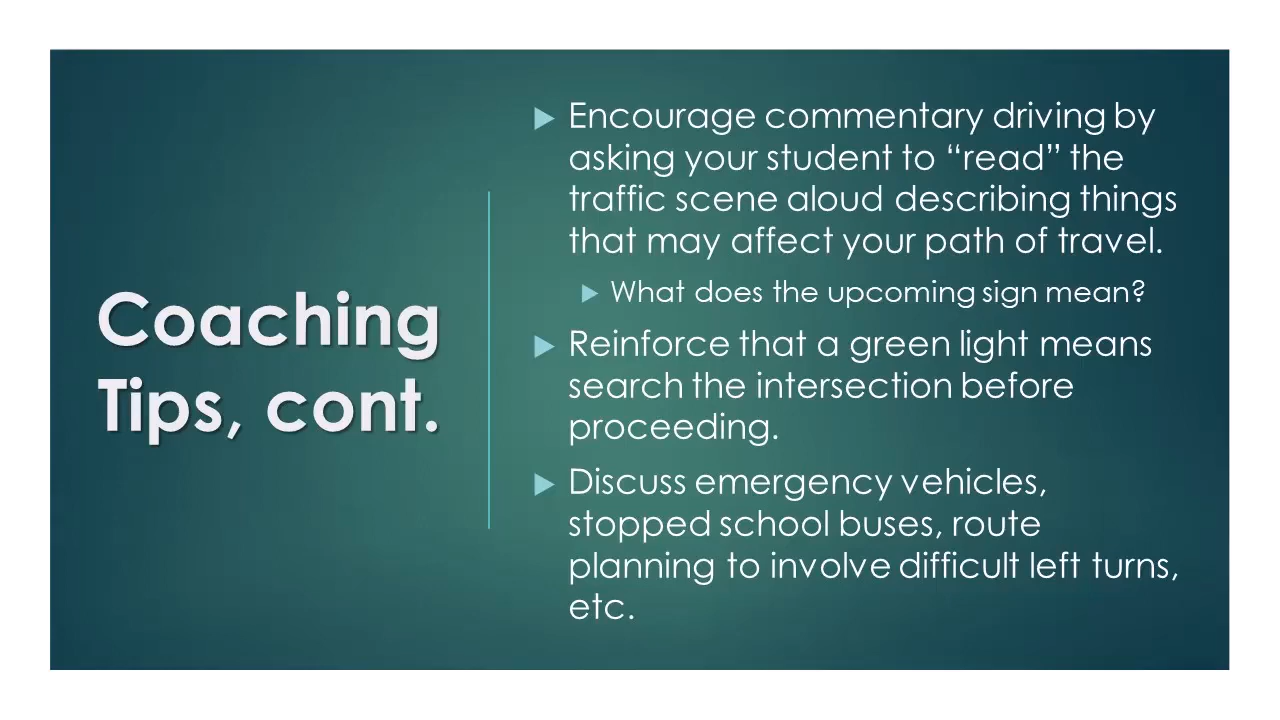 Coaching
Tips, cont.
Encourage commentary driving by
asking your student to “read” the
traffic scene aloud describing things
that may affect your path of travel.
What does the upcoming sign mean?
Reinforce that a green light means
search the intersection before
proceeding.
Discuss emergency vehicles,
stopped school buses, route
planning to involve difficult left turns,
etc.